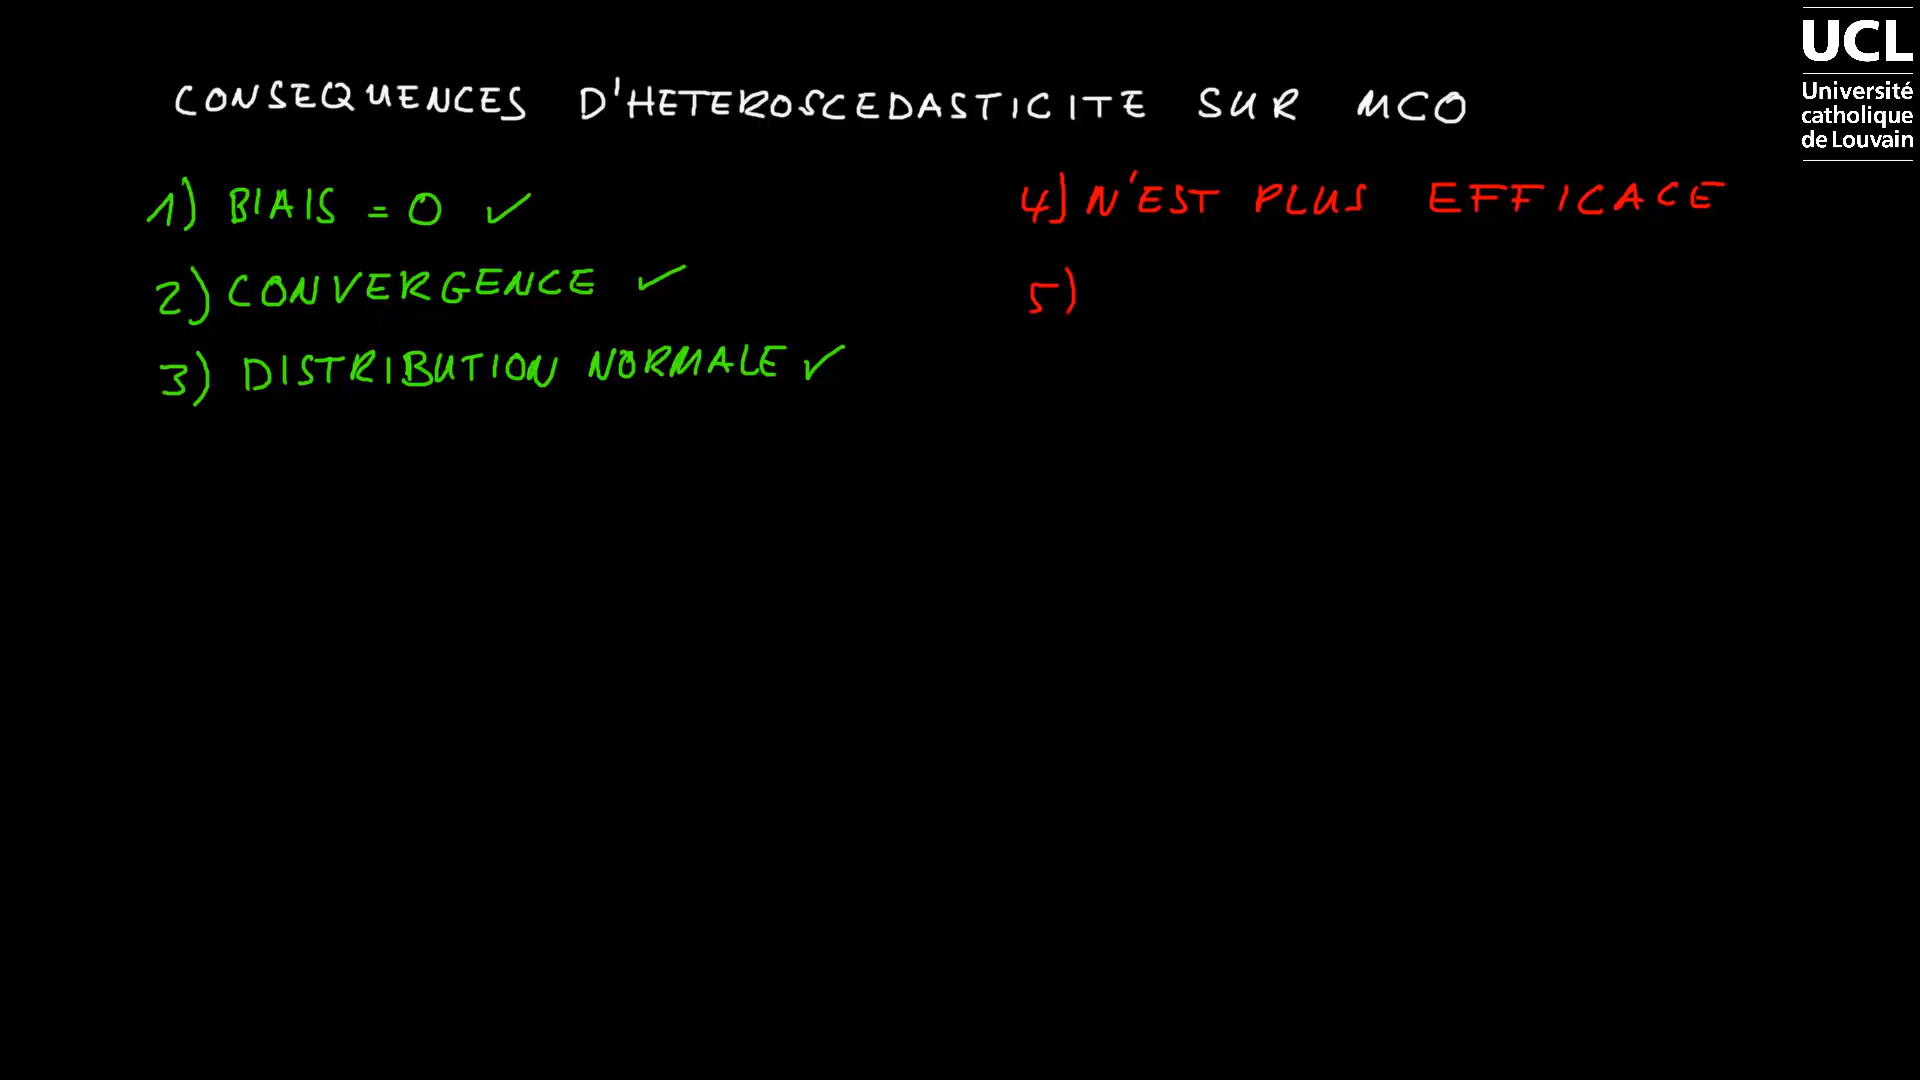 CONSEQUENCES D'HETEROSCEDASTICITE SUR MCO
1) BIAIS = 0 ✓
2) CONVERGENCE ✓
3) DISTRIBUTION NORMALE ✓
4) N'EST PLUS EFFICACE
5)
UCL
Université
catholique
de Louvain